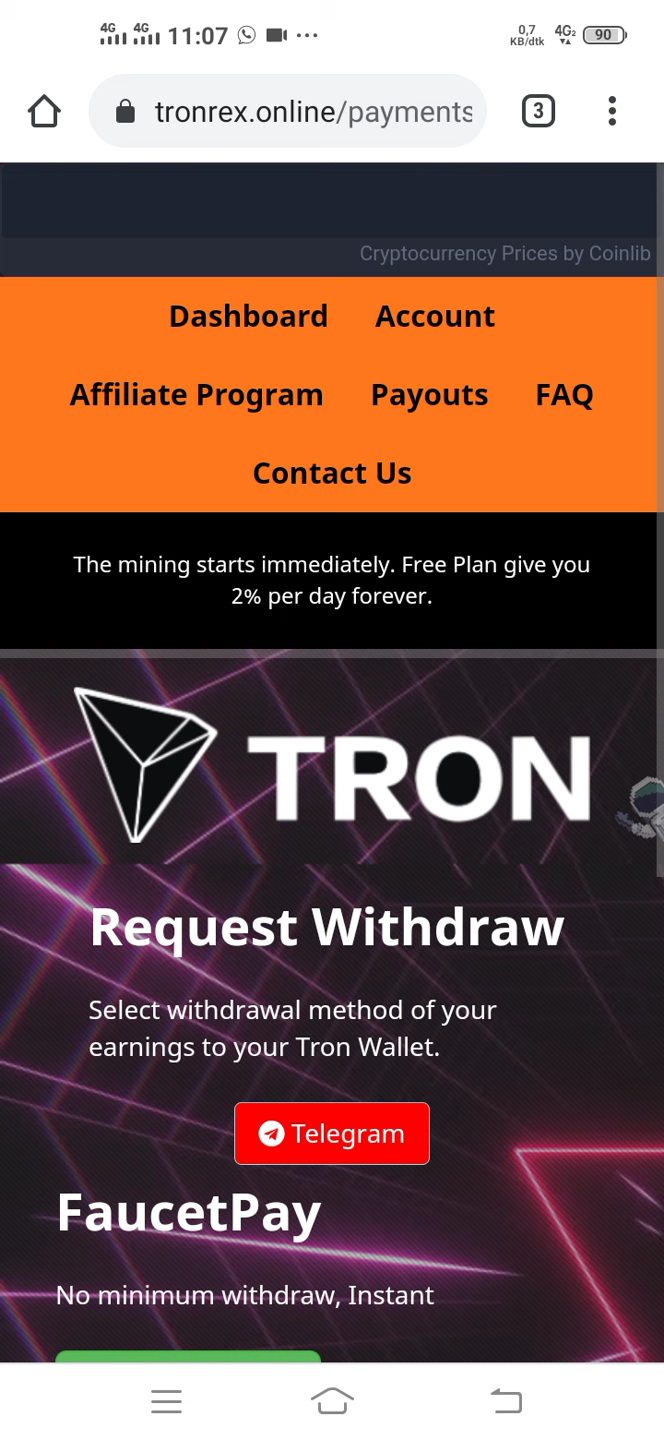 4G 4G 11:07 0,7 KB/dtk 4G2 90
tronrex.online/payments 3
Cryptocurrency Prices by Coinlib
Dashboard Account
Affiliate Program Payouts FAQ
Contact Us
The mining starts immediately. Free Plan give you
2% per day forever.
TRON
Request Withdraw
Select withdrawal method of your
earnings to your Tron Wallet.
Telegram
FaucetPay
No minimum withdraw, Instant